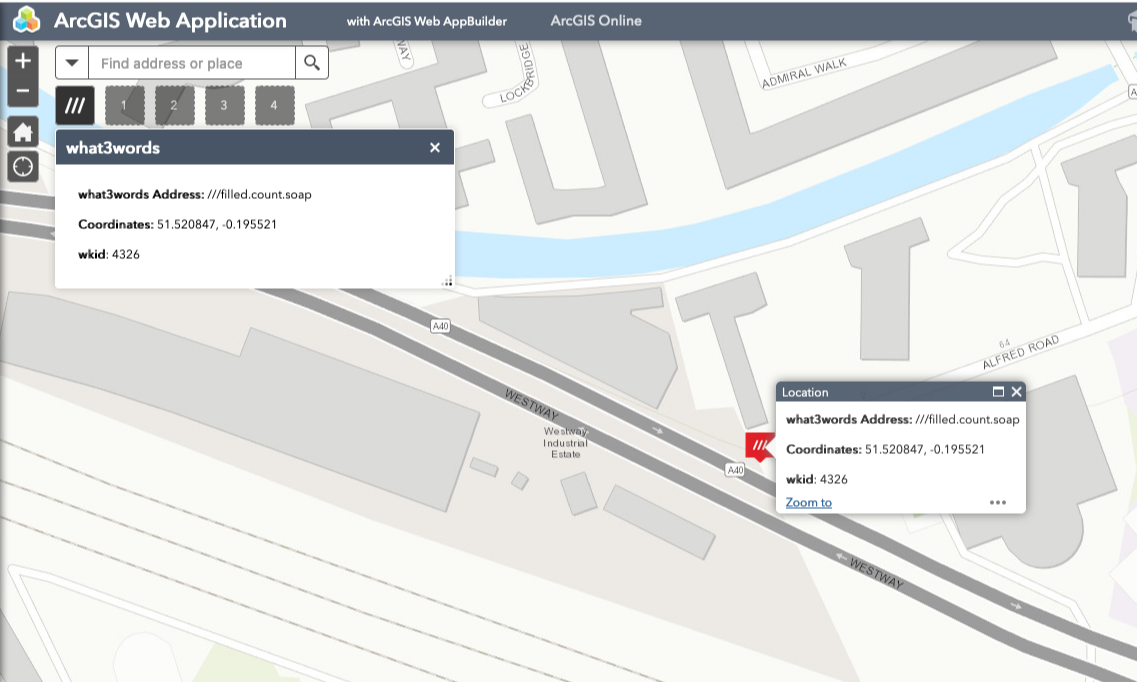 ArcGIS Web Application
with ArcGIS Web AppBuilder
ArcGIS Online
+
Find address or place
−
/// 1 2 3 4
what3words
what3words Address: ///filled.count.soap
Coordinates: 51.520847, -0.195521
wkid: 4326
WAY
LOCKBRIDGE
ADMIRAL WALK
A
A40
64
ALFRED ROAD
WESTWAY
Westway
Industrial
Estate
A40
///
Location
what3words Address: ///filled.count.soap
Coordinates: 51.520847, -0.195521
wkid: 4326
Zoom to
•••
WESTWAY